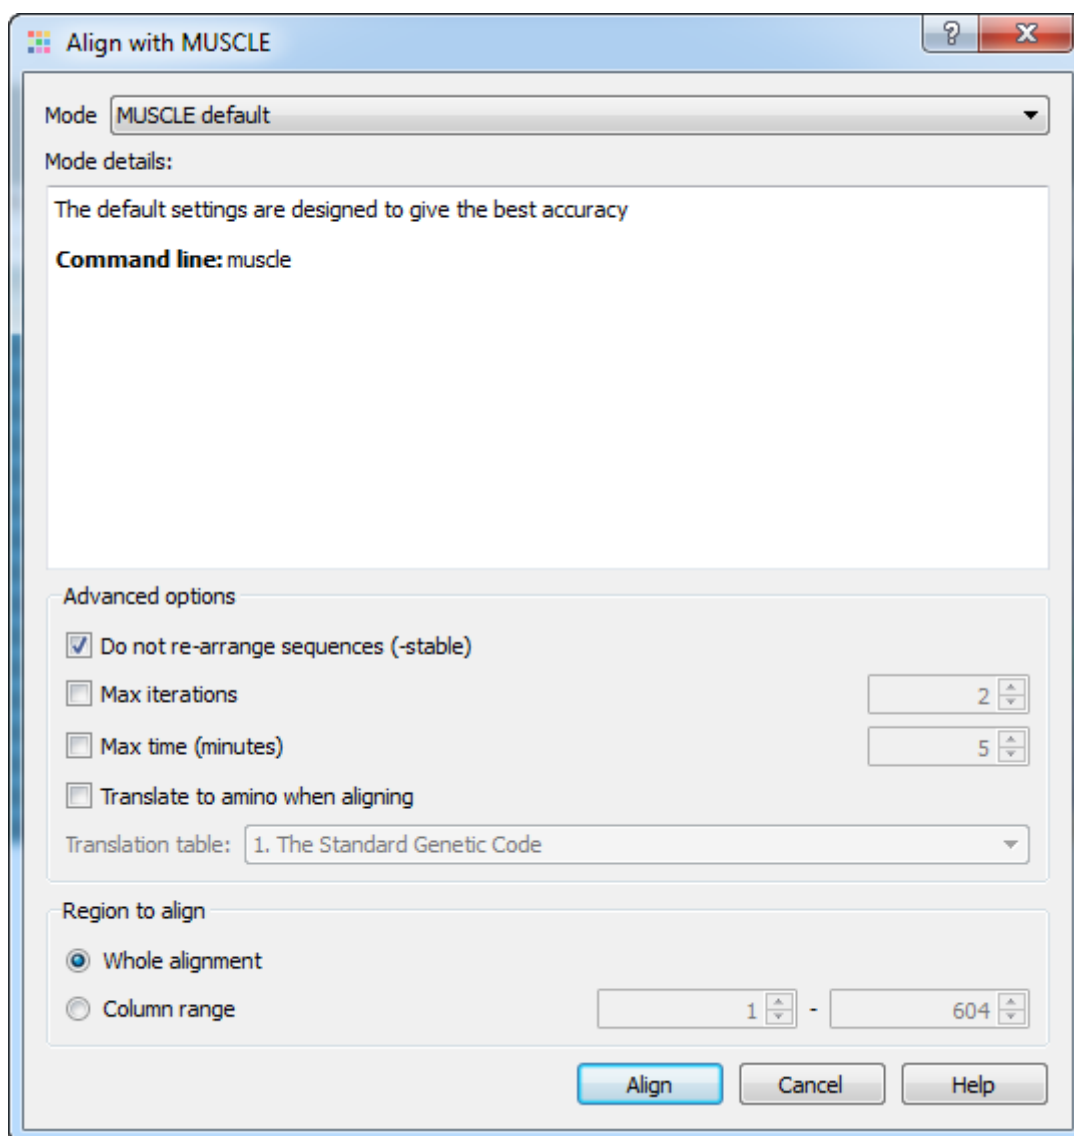 Align with MUSCLE
Mode MUSCLE default
Mode details:
The default settings are designed to give the best accuracy
Command line: muscle
Advanced options
Do not re-arrange sequences (-stable)
Max iterations 2
Max time (minutes) 5
Translate to amino when aligning
Translation table: 1. The Standard Genetic Code
Region to align
Whole alignment
Column range 1 - 604
Align Cancel Help